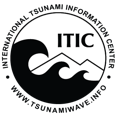 INTERNATIONAL TSUNAMI INFORMATION CENTER
ITIC
• WWW.TSUNAMIWAVE.INFO •